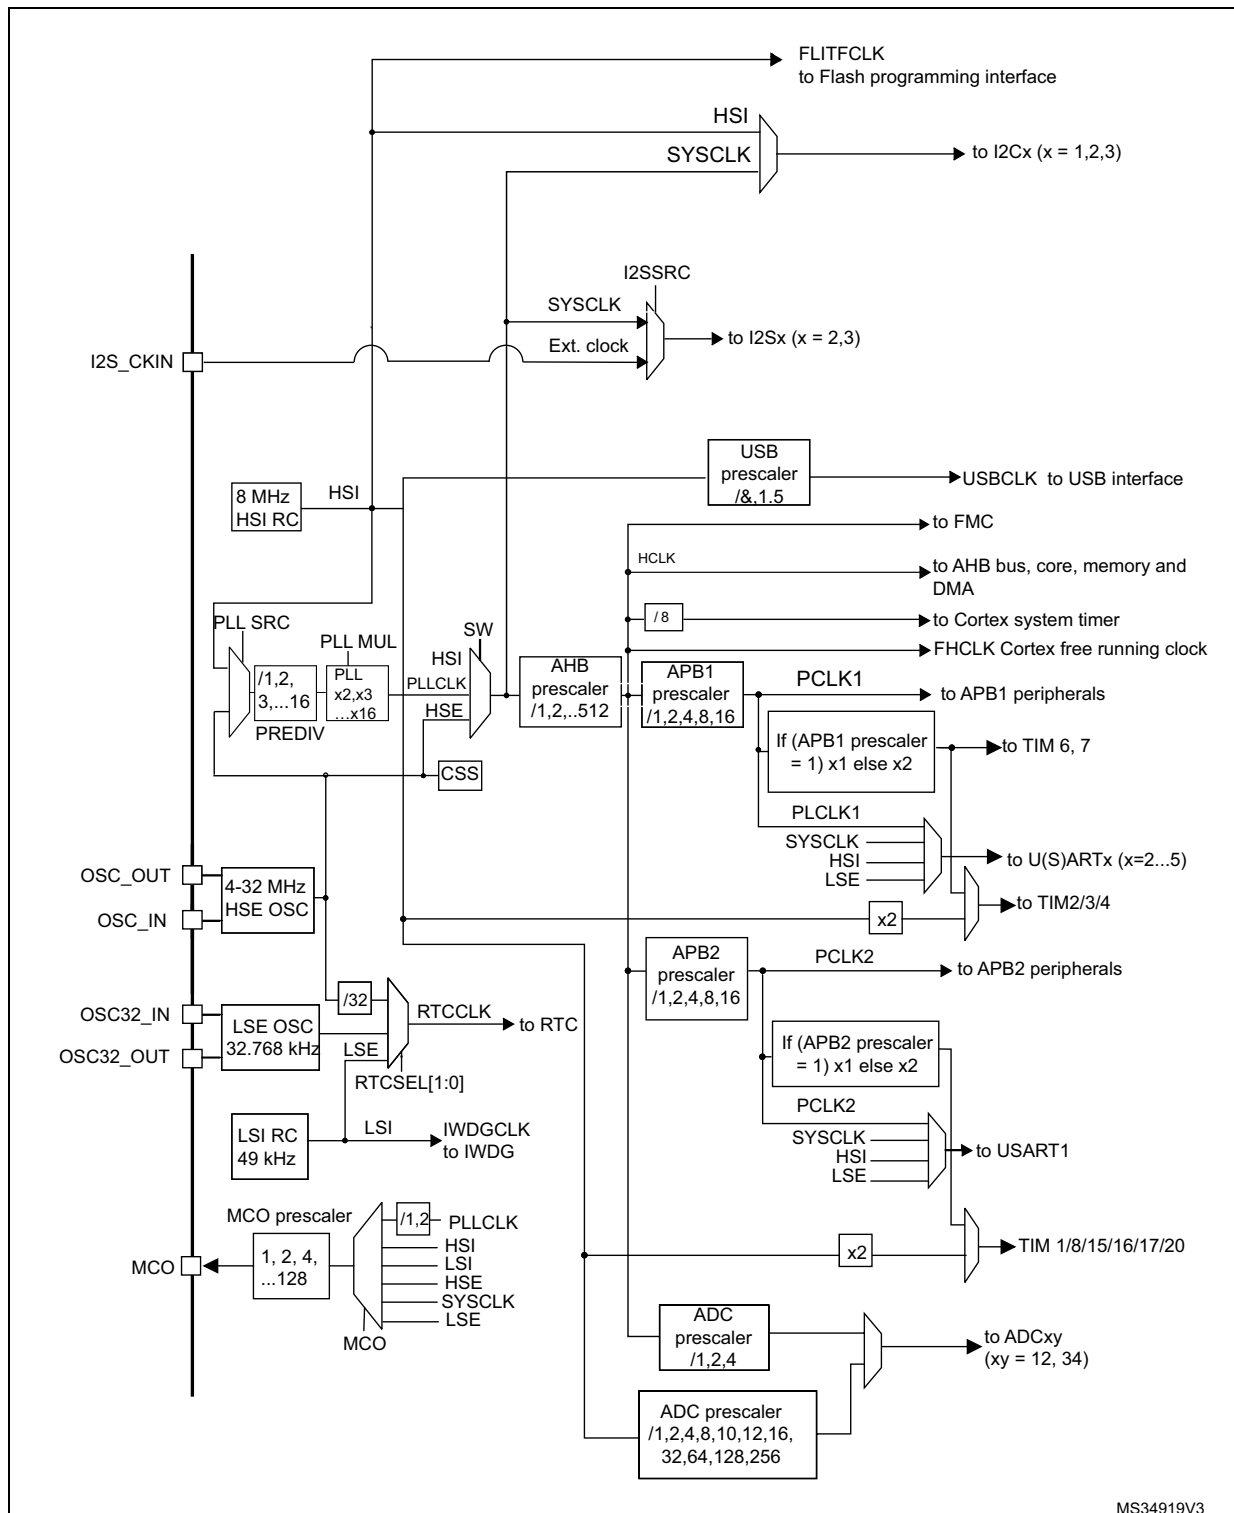 FLITFCLK
to Flash programming interface
HSI
SYSCLK
to I2Cx (x = 1,2,3)
I2SSRC
SYSCLK
to I2Sx (x = 2,3)
Ext. clock
I2S_CKIN
USB
prescaler
/&,1.5
USBCLK to USB interface
8 MHz
HSI RC
HSI
to FMC
HCLK
to AHB bus, core, memory and
DMA
/ 8
to Cortex system timer
FHCLK Cortex free running clock
PLL SRC
PLL MUL
SW
HSI
PLLCLK
HSE
/1,2,
3,...16
PREDIV
PLL
x2,x3
...x16
AHB
prescaler
/1,2,..512
APB1
prescaler
/1,2,4,8,16
PCLK1
to APB1 peripherals
If (APB1 prescaler
= 1) x1 else x2
to TIM 6, 7
CSS
PLCLK1
SYSCLK
HSI
LSE
to U(S)ARTx (x=2...5)
OSC_OUT
OSC_IN
4-32 MHz
HSE OSC
x2
to TIM2/3/4
APB2
prescaler
/1,2,4,8,16
PCLK2
to APB2 peripherals
/32
OSC32_IN
OSC32_OUT
LSE OSC
32.768 kHz
RTCCLK
to RTC
LSE
RTCSEL[1:0]
If (APB2 prescaler
= 1) x1 else x2
PCLK2
SYSCLK
HSI
LSE
to USART1
LSI RC
49 kHz
LSI
IWDGCLK
to IWDG
MCO prescaler
1, 2, 4,
...128
MCO
/1,2
PLLCLK
HSI
LSI
HSE
SYSCLK
LSE
MCO
x2
TIM 1/8/15/16/17/20
ADC
prescaler
/1,2,4
to ADCxy
(xy = 12, 34)
ADC prescaler
/1,2,4,8,10,12,16,
32,64,128,256
MS34919V3